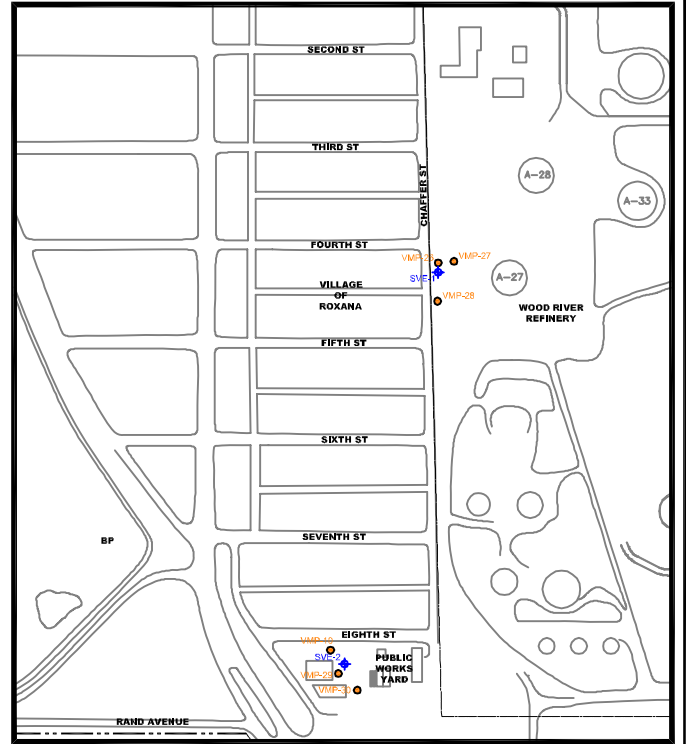 SECOND ST
THIRD ST
A-28
CHAFFER ST
A-33
FOURTH ST
VMP-27
SVE-1
A-27
VILLAGE
OF
ROXANA
VMP-28
WOOD RIVER
REFINERY
FIFTH ST
SIXTH ST
SEVENTH ST
BP
EIGHTH ST
SVE-2
PUBLIC
WORKS
YARD
VMP-29
VMP-30
RAND AVENUE